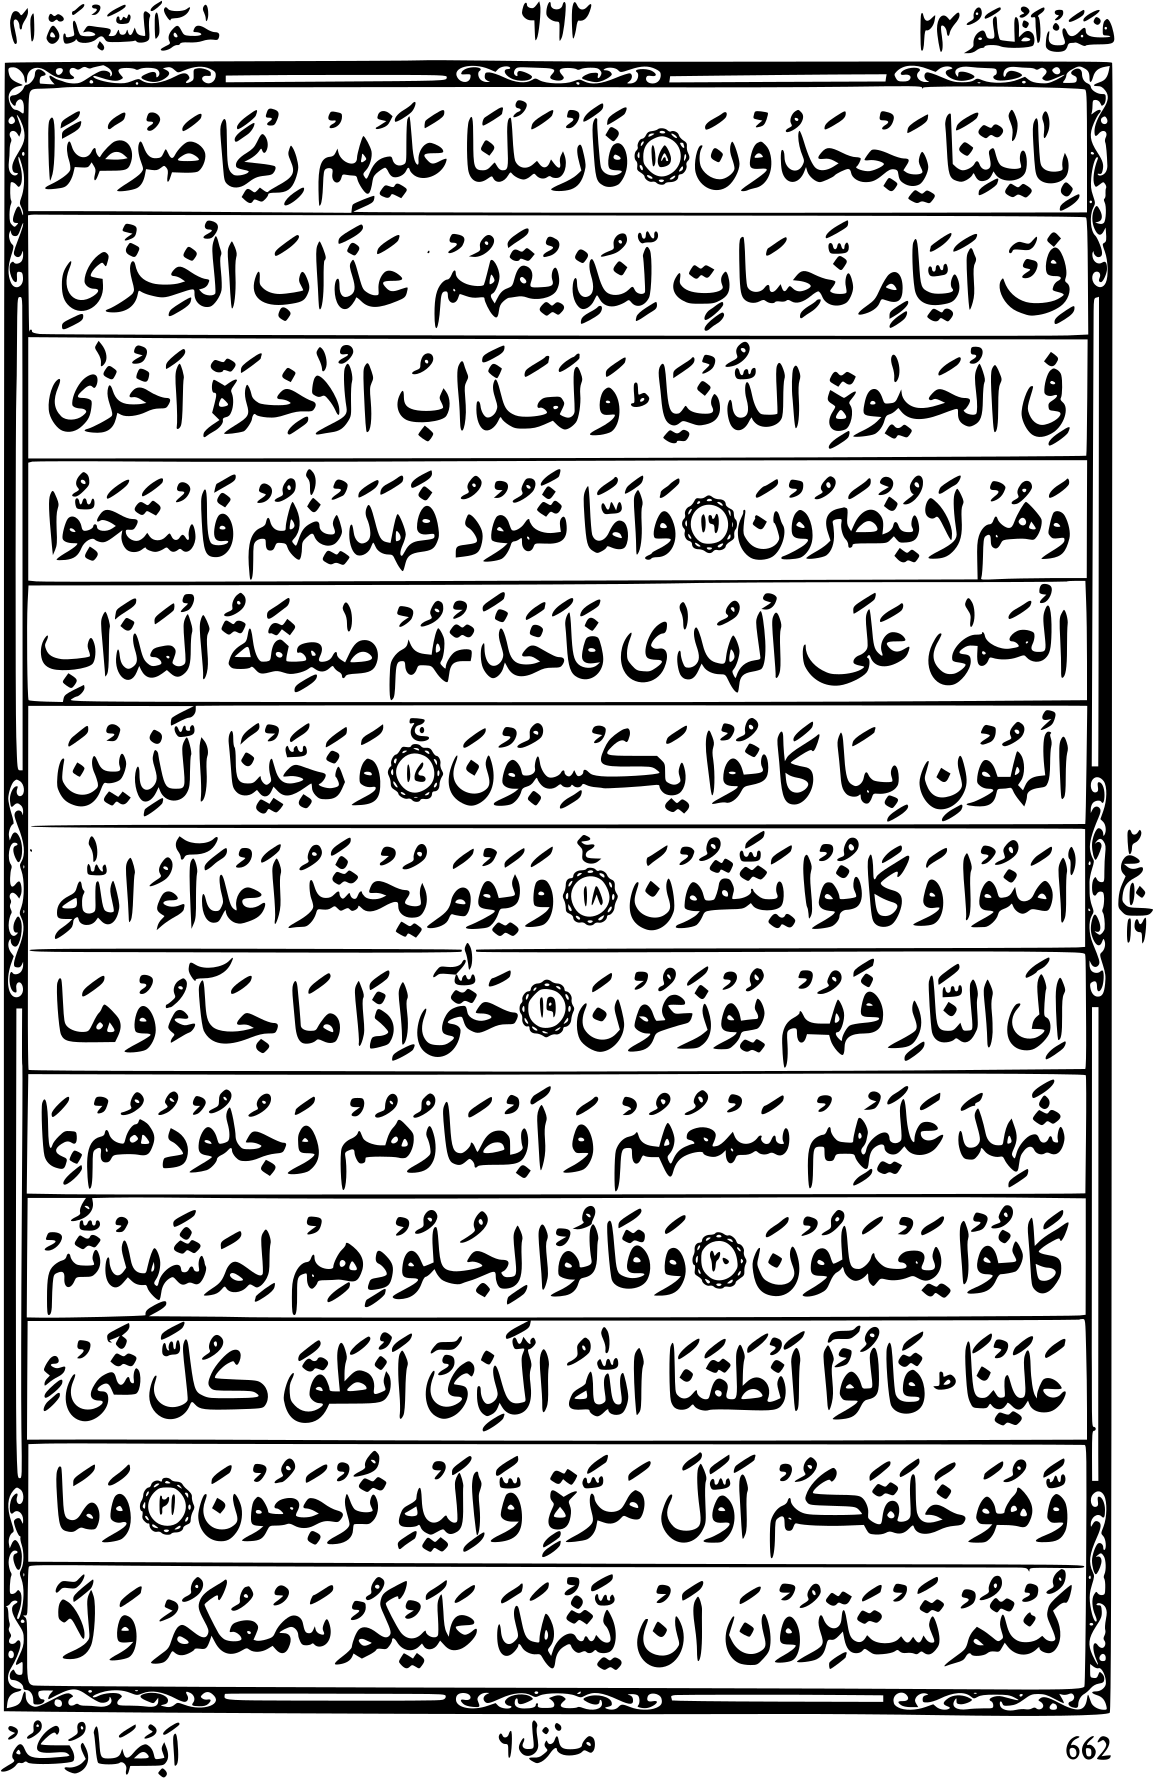 فَمَنْ اَظْلَمُ ۲۴ ۶۶۲ حٰمٓ اَلسَّجْدَة ۴۱
بِاٰيٰتِنَا يَجْحَدُوْنَ ﴿۱۵﴾ فَاَرْسَلْنَا عَلَيْهِمْ رِيْحًا صَرْصَرًا
فِيْٓ اَيَّامٍ نَّحِسَاتٍ لِّنُذِيْقَهُمْ عَذَابَ الْخِزْيِ
فِي الْحَيٰوةِ الدُّنْيَا ؕ وَلَعَذَابُ الْاٰخِرَةِ اَخْزٰى
وَهُمْ لَا يُنْصَرُوْنَ ﴿۱۶﴾ وَاَمَّا ثَمُوْدُ فَهَدَيْنٰهُمْ فَاسْتَحَبُّوا
الْعَمٰى عَلَى الْهُدٰى فَاَخَذَتْهُمْ صٰعِقَةُ الْعَذَابِ
الْهُوْنِ بِمَا كَانُوْا يَكْسِبُوْنَ ﴿۱۷﴾ۚ وَنَجَّيْنَا الَّذِيْنَ
اٰمَنُوْا وَكَانُوْا يَتَّقُوْنَ ﴿۱۸﴾ ع وَيَوْمَ يُحْشَرُ اَعْدَآءُ اللّٰهِ
۲ ع ۱۶
اِلَى النَّارِ فَهُمْ يُوْزَعُوْنَ ﴿۱۹﴾ حَتّٰٓى اِذَا مَا جَآءُوْهَا
شَهِدَ عَلَيْهِمْ سَمْعُهُمْ وَاَبْصَارُهُمْ وَجُلُوْدُهُمْ بِمَا
كَانُوْا يَعْمَلُوْنَ ﴿۲۰﴾ وَقَالُوْا لِجُلُوْدِهِمْ لِمَ شَهِدْتُّمْ
عَلَيْنَا ؕ قَالُوْٓا اَنْطَقَنَا اللّٰهُ الَّذِيْٓ اَنْطَقَ كُلَّ شَيْءٍ
وَّهُوَ خَلَقَكُمْ اَوَّلَ مَرَّةٍ وَّاِلَيْهِ تُرْجَعُوْنَ ﴿۲۱﴾ وَمَا
كُنْتُمْ تَسْتَتِرُوْنَ اَنْ يَّشْهَدَ عَلَيْكُمْ سَمْعُكُمْ وَلَآ
اَبْصَارُكُمْ منزل ۶ 662